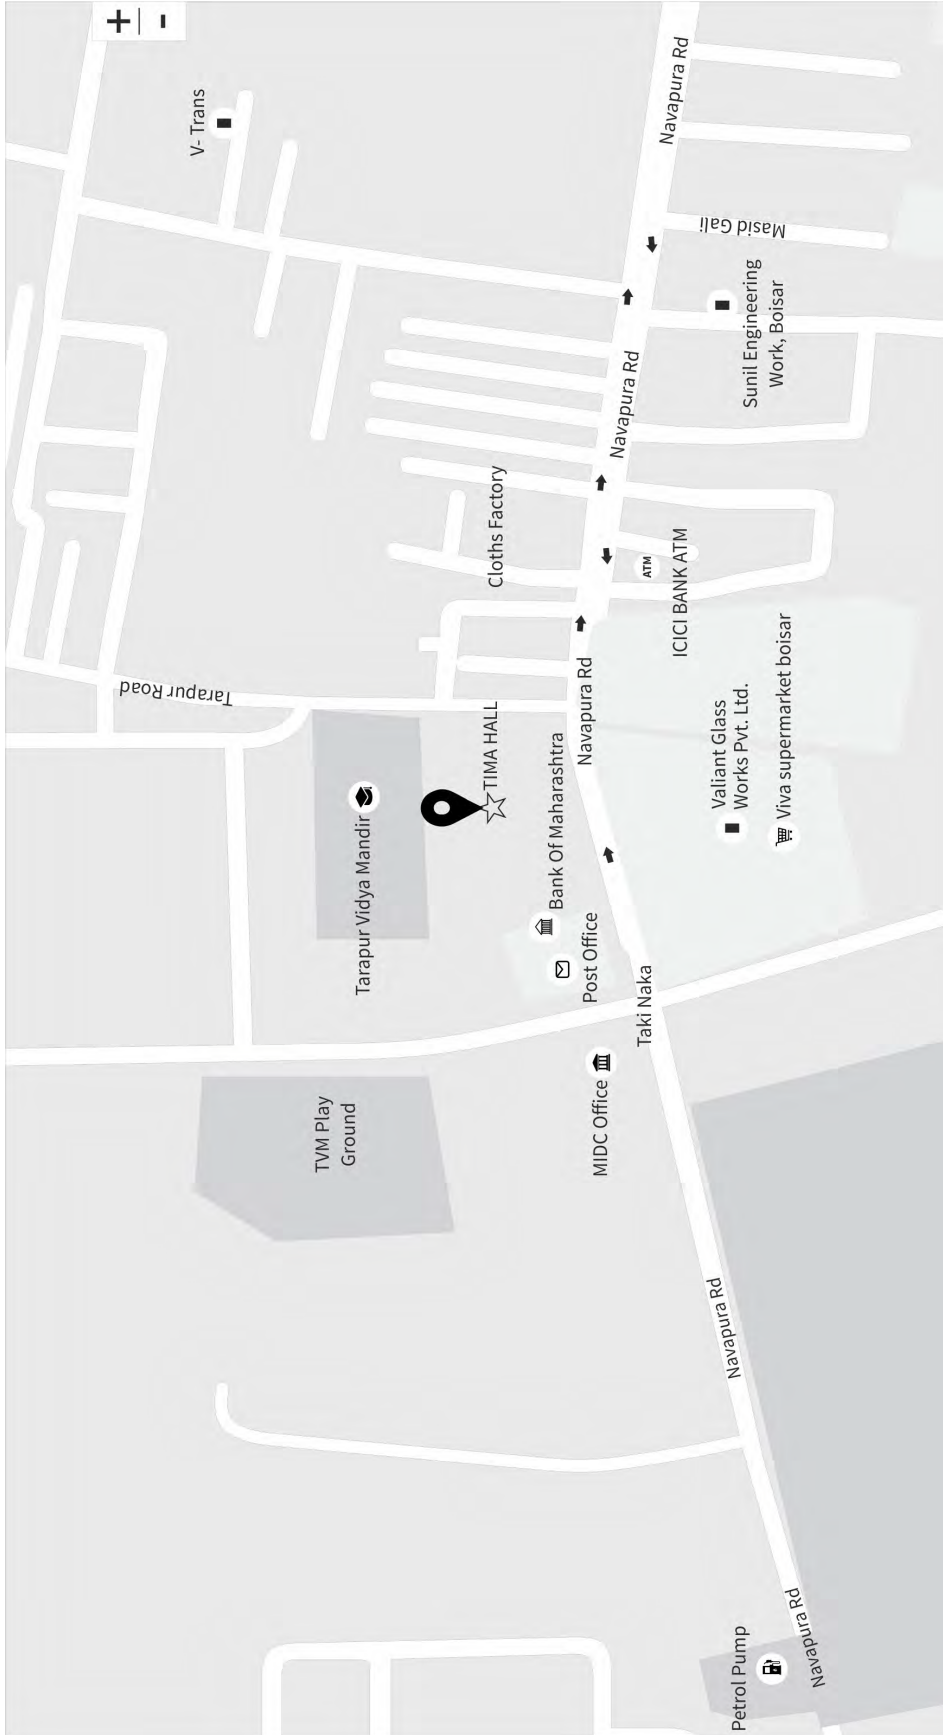 +
-
V- Trans
Navapura Rd
Masid Gali
Sunil Engineering
Work, Boisar
Navapura Rd
Cloths Factory
ATM
ICICI BANK ATM
Tarapur Road
Navapura Rd
TIMA HALL
Valiant Glass
Works Pvt. Ltd.
Viva supermarket boisar
Bank Of Maharashtra
Tarapur Vidya Mandir
Post Office
Taki Naka
MIDC Office
TVM Play
Ground
Navapura Rd
Navapura Rd
Petrol Pump